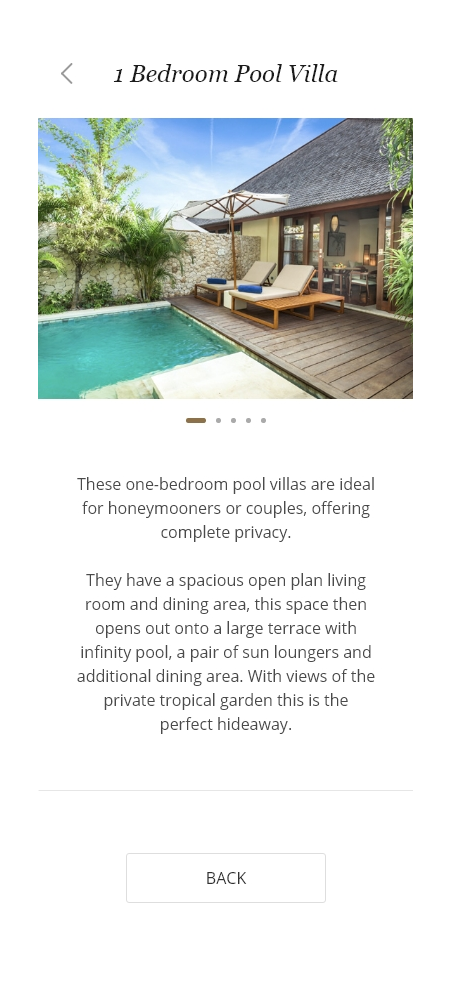 1 Bedroom Pool Villa
These one-bedroom pool villas are ideal
for honeymooners or couples, offering
complete privacy.
They have a spacious open plan living
room and dining area, this space then
opens out onto a large terrace with
infinity pool, a pair of sun loungers and
additional dining area. With views of the
private tropical garden this is the
perfect hideaway.
BACK